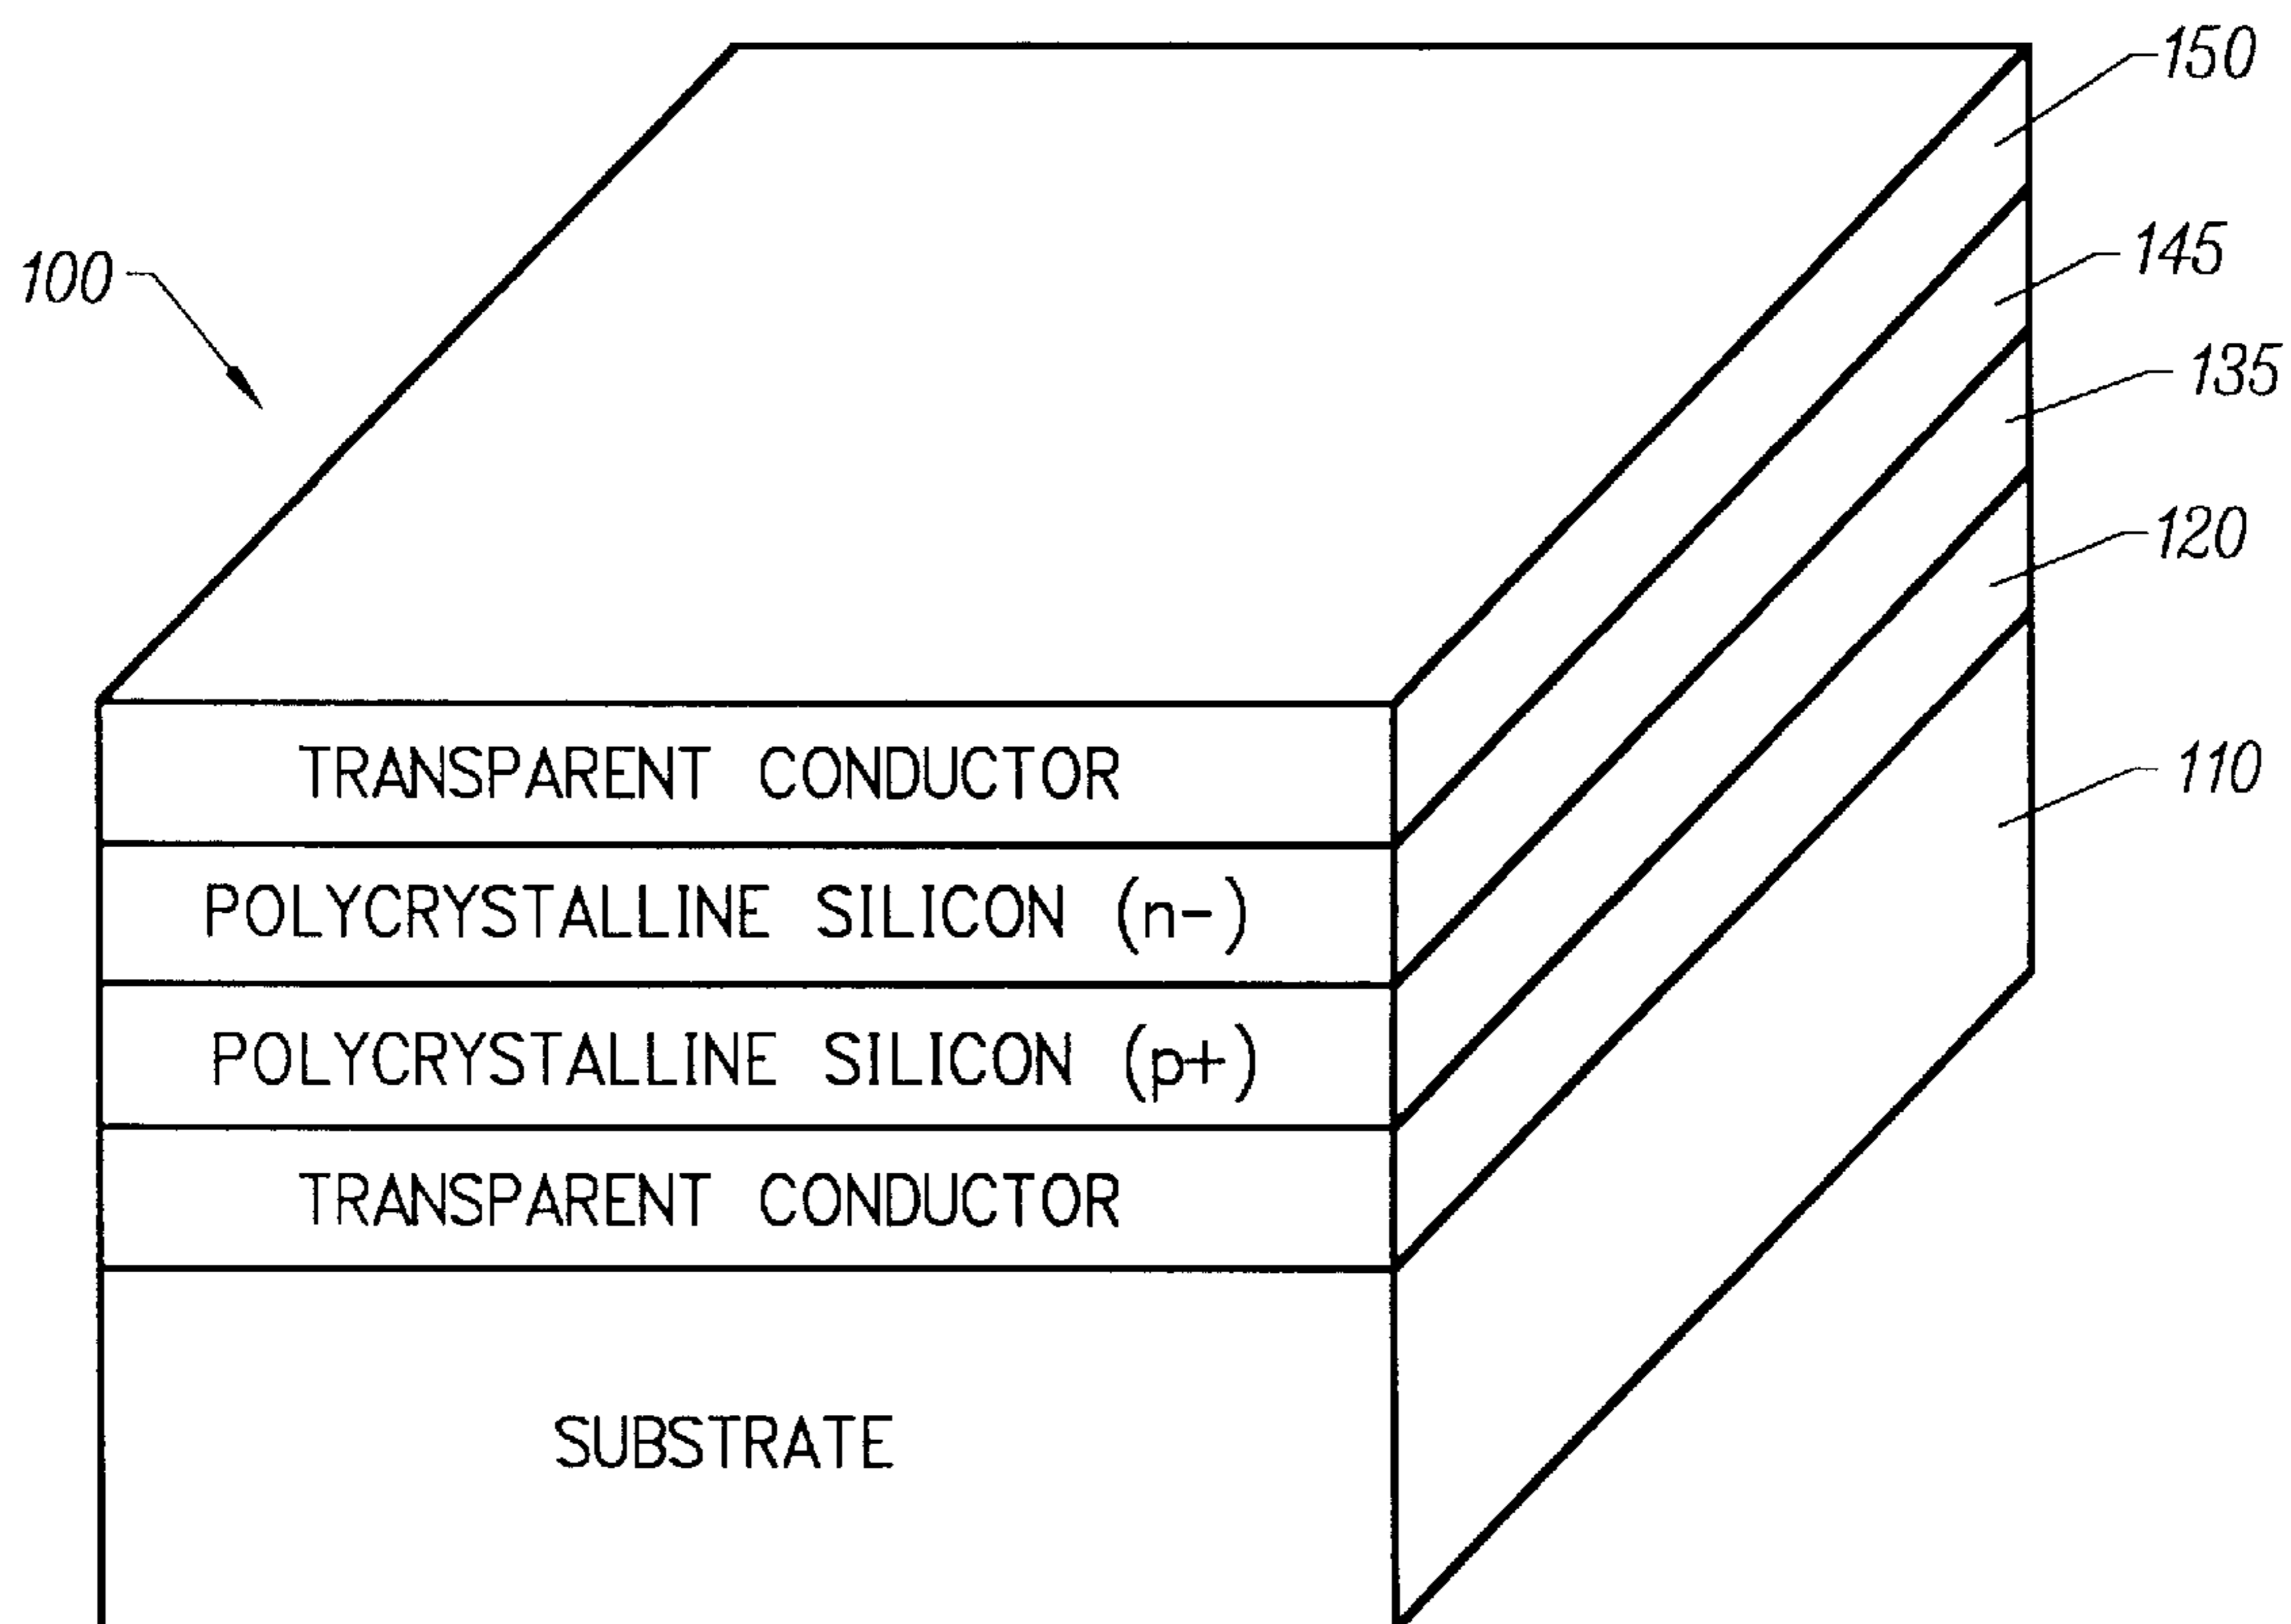 150
145
100
135
120
TRANSPARENT CONDUCTOR
110
POLYCRYSTALLINE SILICON (n-)
POLYCRYSTALLINE SILICON (p+)
TRANSPARENT CONDUCTOR
SUBSTRATE